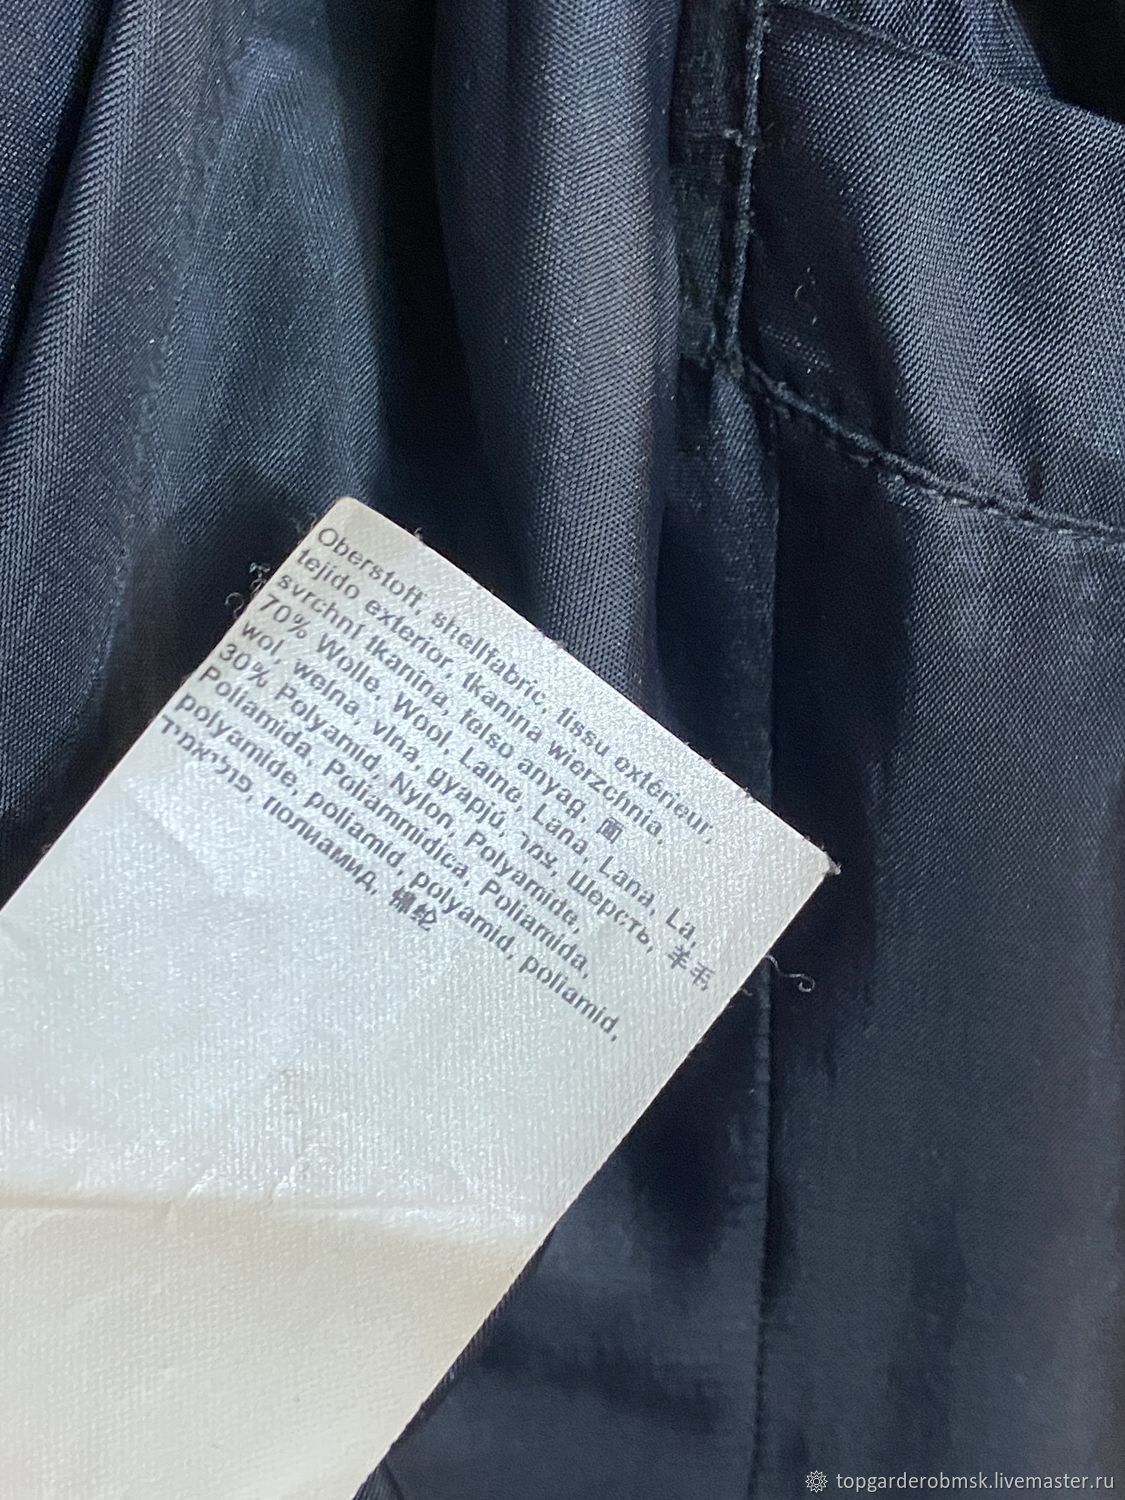 Oberstoff, shellfabric, tissu extérieur,
tejido exterior, tkanina wierzchnia,
svrchní tkanina, felso anyag, 面
70% Wolle, Wool, Laine, Lana, Lana, La,
wol, welna, vlna, gyapjú, צמר, Шерсть, 羊毛
30% Polyamid, Nylon, Polyamide,
Poliamida, Poliammidica, Poliamida,
polyamide, poliamid, polyamid, poliamid,
פוליאמיד, полиамид, 锦纶
topgarderobmsk.livemaster.ru